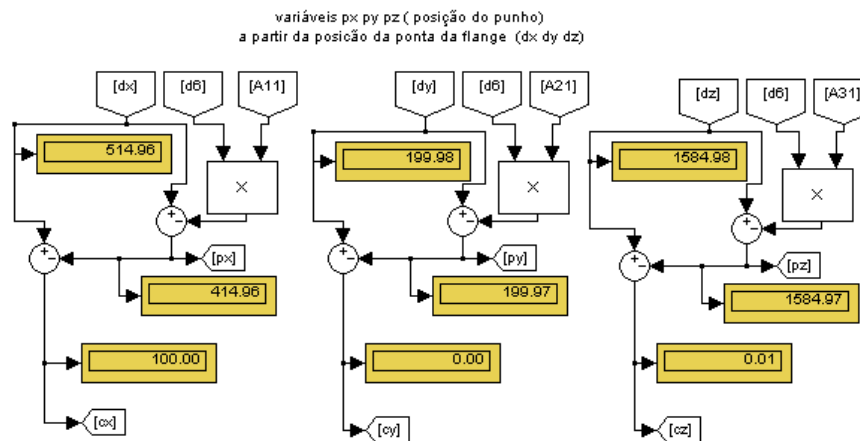 variáveis px py pz ( posição do punho)
a partir da posicão da ponta da flange (dx dy dz)
[dx] [d6] [A11] [dy] [d6] [A21] [dz] [d6] [A31]
514.96 199.98 1584.98
× × ×
+ − + − + −
+ − [px] + − [py] + − [pz]
414.96 199.97 1584.97
100.00 0.00 0.01
[cx] [cy] [cz]